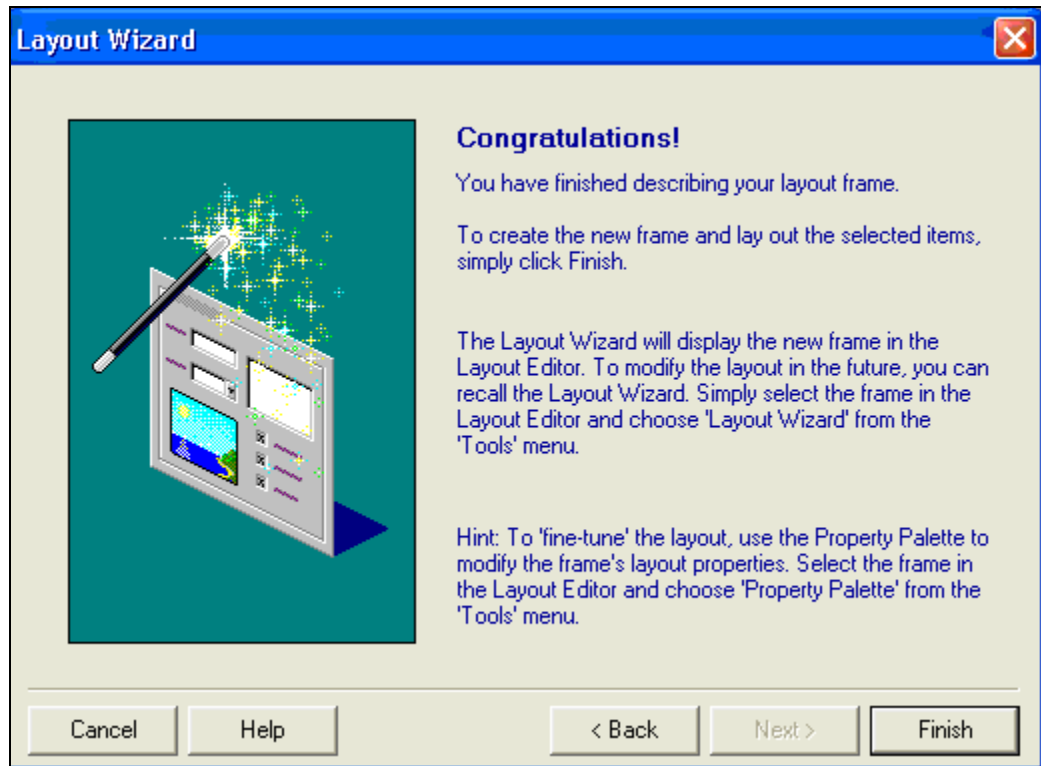 Layout Wizard
Congratulations!
You have finished describing your layout frame.
To create the new frame and lay out the selected items,
simply click Finish.
The Layout Wizard will display the new frame in the
Layout Editor. To modify the layout in the future, you can
recall the Layout Wizard. Simply select the frame in the
Layout Editor and choose 'Layout Wizard' from the
'Tools' menu.
Hint: To 'fine-tune' the layout, use the Property Palette to
modify the frame's layout properties. Select the frame in
the Layout Editor and choose 'Property Palette' from the
'Tools' menu.
Cancel Help < Back Next > Finish